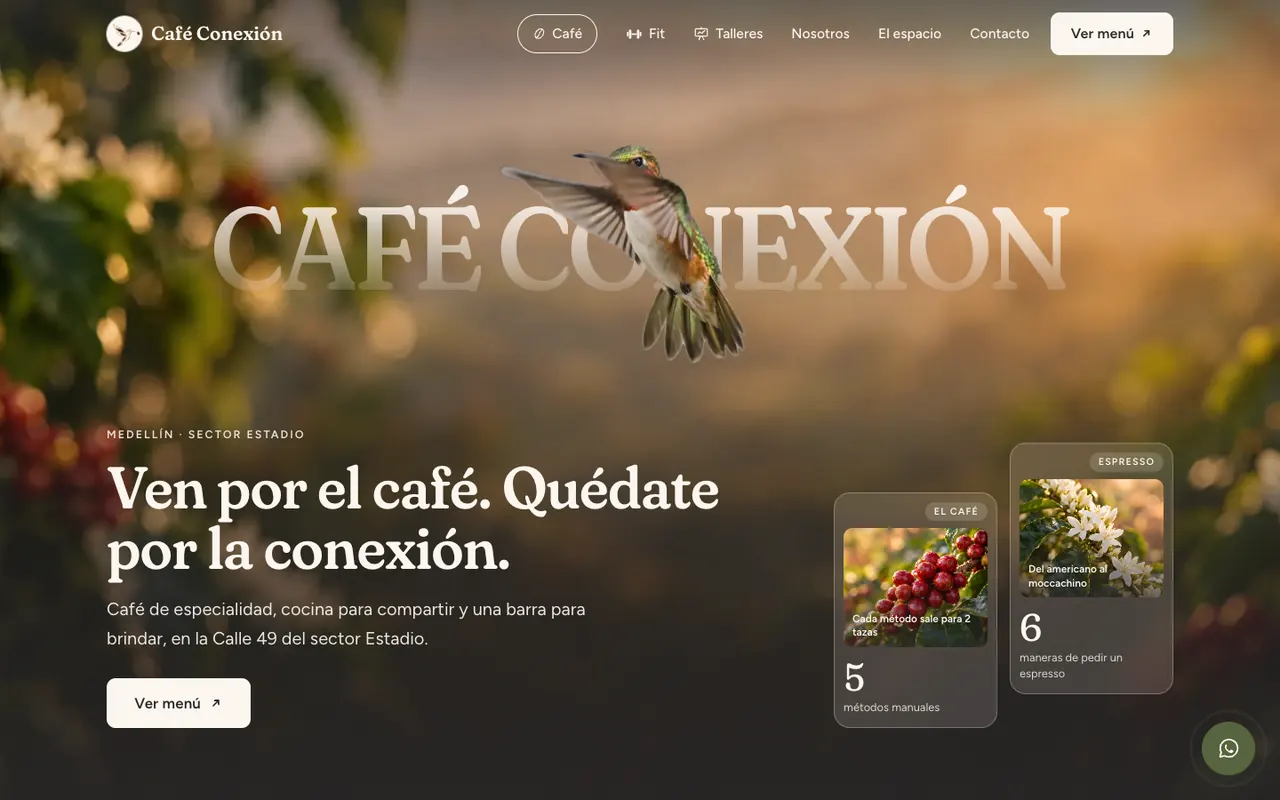 Café Conexión
Café
Fit
Talleres
Nosotros
El espacio
Contacto
Ver menú
CAFÉ CONEXIÓN
MEDELLÍN · SECTOR ESTADIO
Ven por el café. Quédate
por la conexión.
Café de especialidad, cocina para compartir y una barra para
brindar, en la Calle 49 del sector Estadio.
Ver menú
EL CAFÉ
Cada método sale para 2
tazas
5
métodos manuales
ESPRESSO
Del americano al
moccachino
6
maneras de pedir un
espresso